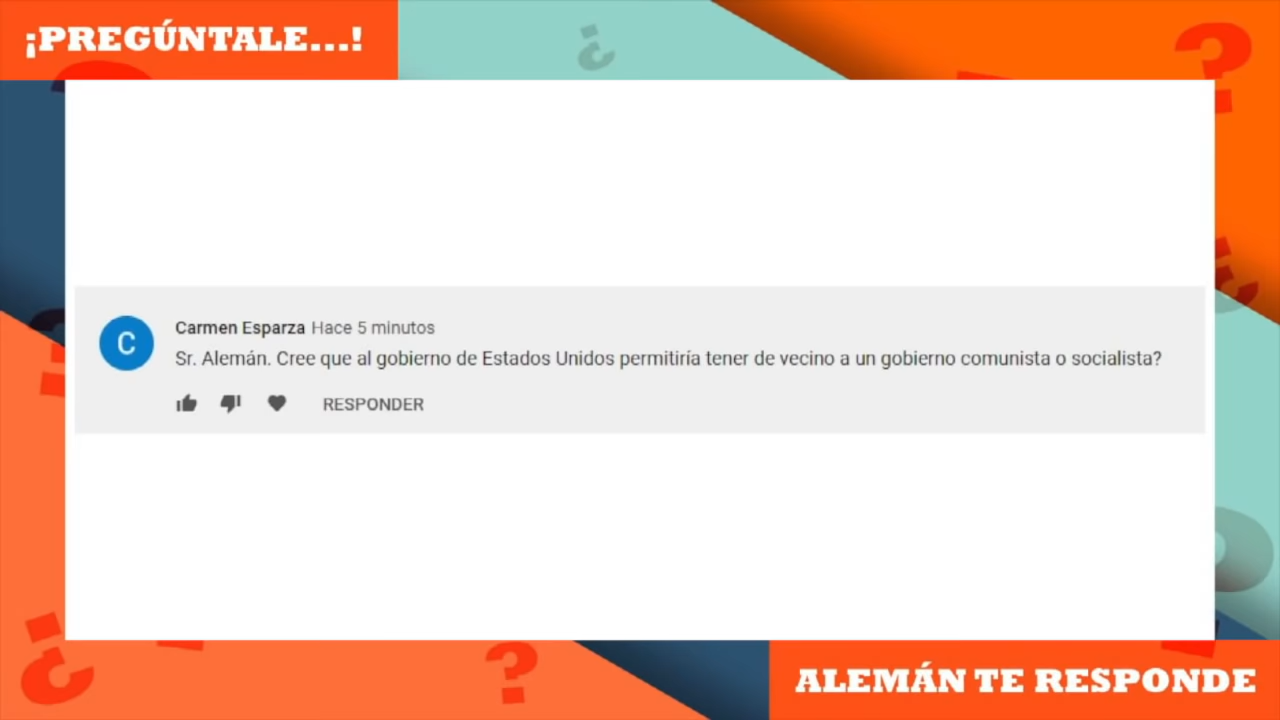 ¡PREGÚNTALE...!
C
Carmen Esparza Hace 5 minutos
Sr. Alemán. Cree que al gobierno de Estados Unidos permitiría tener de vecino a un gobierno comunista o socialista?
RESPONDER
ALEMÁN TE RESPONDE